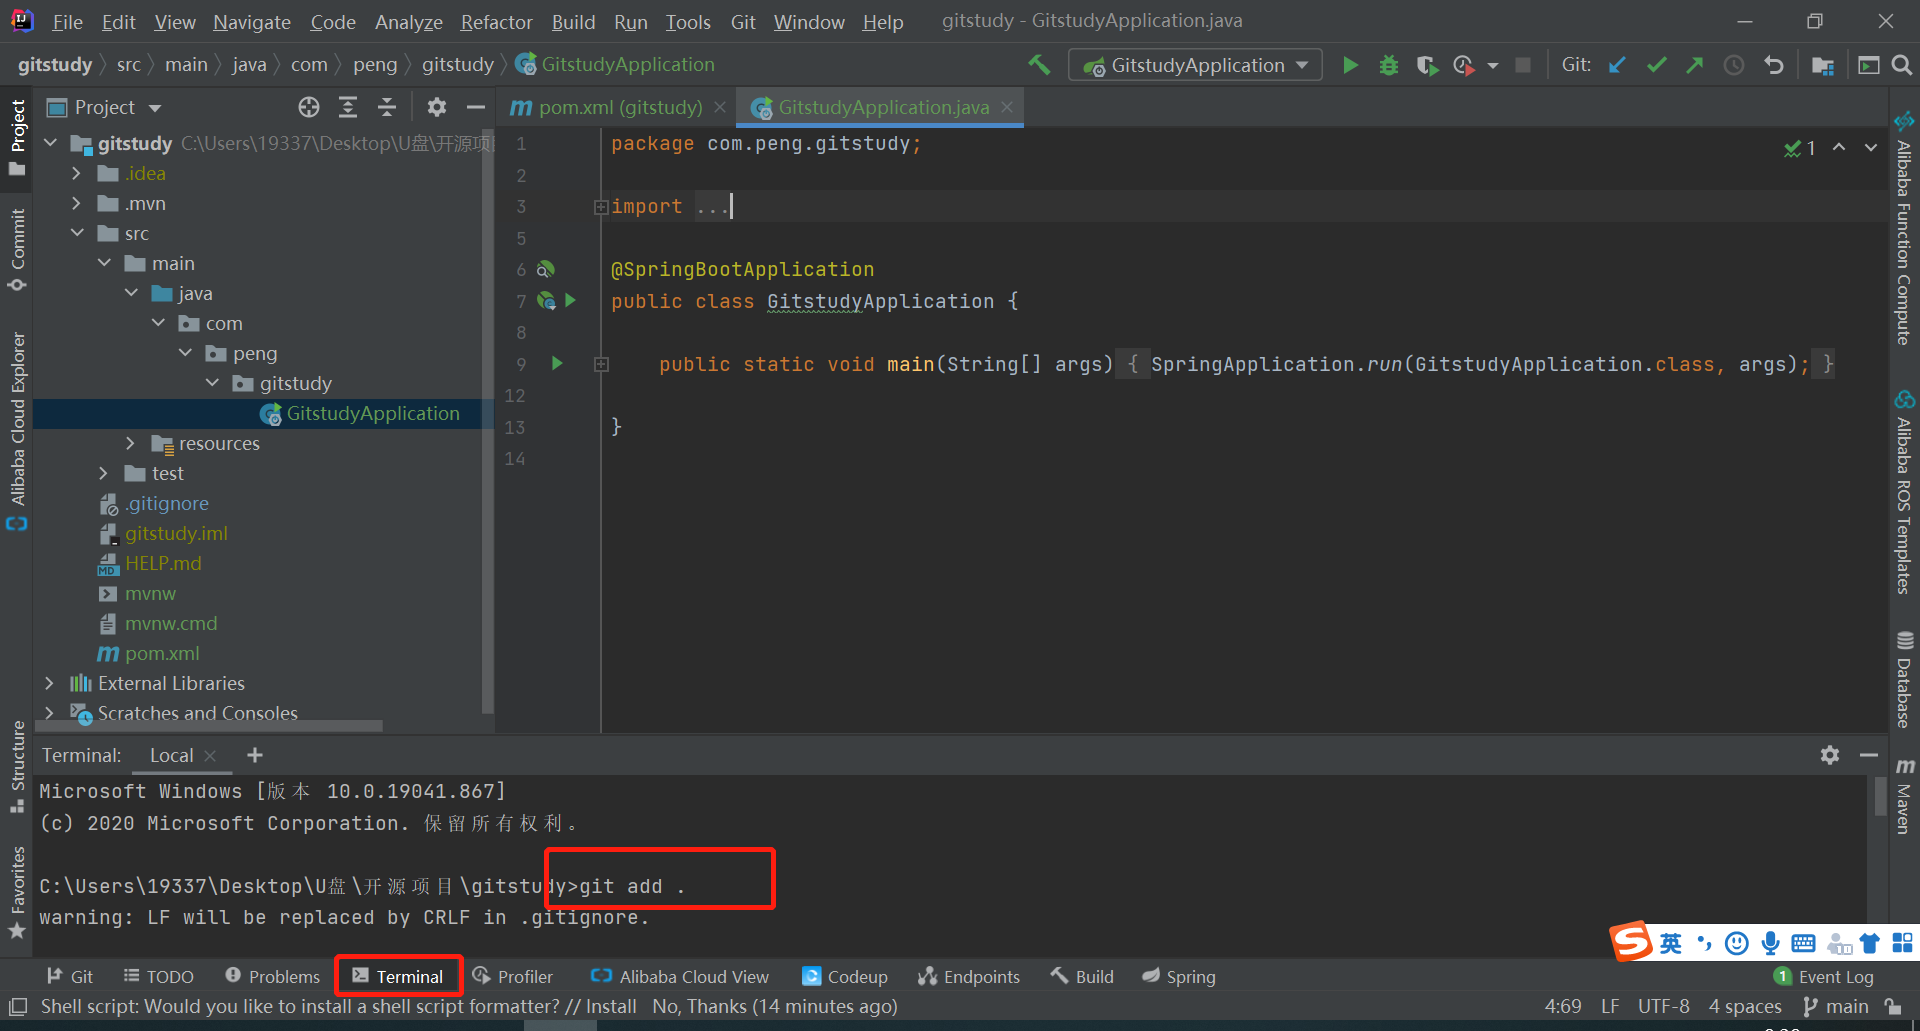 File Edit View Navigate Code Analyze Refactor Build Run Tools Git Window Help gitstudy - GitstudyApplication.java
gitstudy src main java com peng gitstudy GitstudyApplication GitstudyApplication Git:
Project
pom.xml (gitstudy) GitstudyApplication.java
gitstudy C:\Users\19337\Desktop\U盘\开源项
.idea
.mvn
src
main
java
com
peng
gitstudy
GitstudyApplication
resources
test
.gitignore
gitstudy.iml
HELP.md
mvnw
mvnw.cmd
pom.xml
External Libraries
Scratches and Consoles
1 package com.peng.gitstudy;
2
3 import ...
5
6 @SpringBootApplication
7 public class GitstudyApplication {
8
9 public static void main(String[] args) { SpringApplication.run(GitstudyApplication.class, args); }
12
13 }
14
1
Project
Commit
Alibaba Cloud Explorer
Structure
Favorites
Alibaba Function Compute
Alibaba ROS Templates
Database
Maven
Terminal: Local
Microsoft Windows [版本 10.0.19041.867]
(c) 2020 Microsoft Corporation. 保留所有权利。
C:\Users\19337\Desktop\U盘\开源项目\gitstudy>git add .
warning: LF will be replaced by CRLF in .gitignore.
英
Git TODO Problems Terminal Profiler Alibaba Cloud View Codeup Endpoints Build Spring 1 Event Log
Shell script: Would you like to install a shell script formatter? // Install No, Thanks (14 minutes ago) 4:69 LF UTF-8 4 spaces main